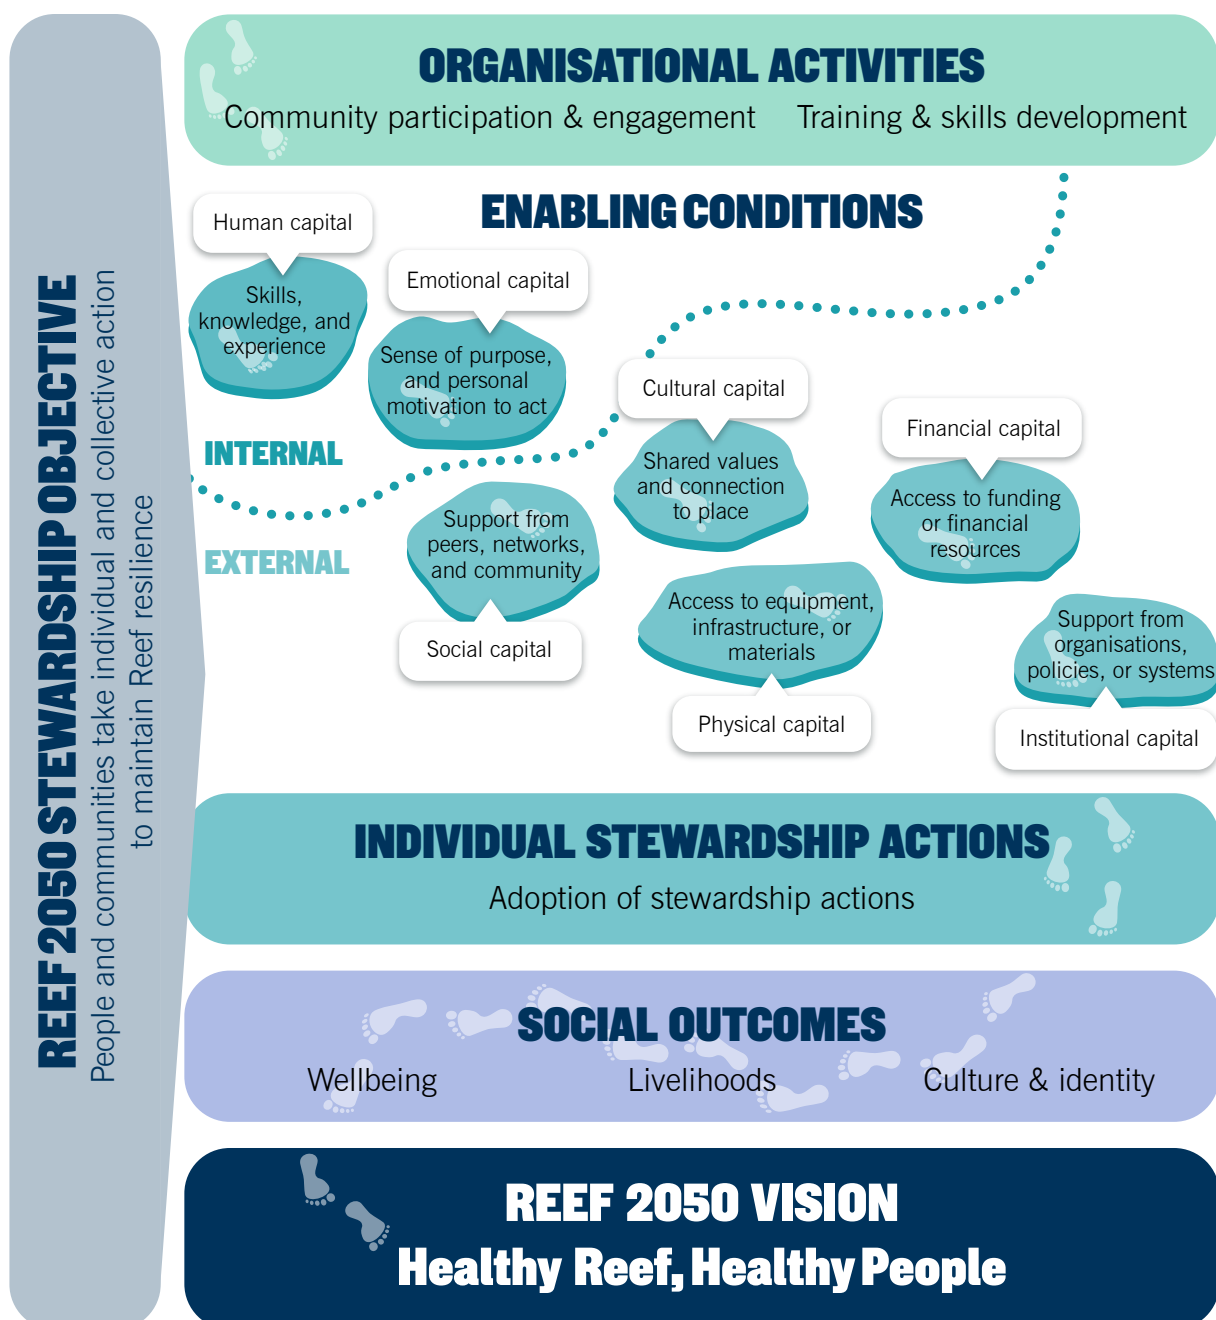 REEF 2050 STEWARDSHIP OBJECTIVE
People and communities take individual and collective action
to maintain Reef resilience
ORGANISATIONAL ACTIVITIES
Community participation & engagement
Training & skills development
ENABLING CONDITIONS
Human capital
Skills,
knowledge, and
experience
Emotional capital
Sense of purpose,
and personal
motivation to act
INTERNAL
EXTERNAL
Cultural capital
Shared values
and connection
to place
Financial capital
Access to funding
or financial
resources
Support from
peers, networks,
and community
Social capital
Access to equipment,
infrastructure, or
materials
Physical capital
Support from
organisations,
policies, or systems
Institutional capital
INDIVIDUAL STEWARDSHIP ACTIONS
Adoption of stewardship actions
SOCIAL OUTCOMES
Wellbeing
Livelihoods
Culture & identity
REEF 2050 VISION
Healthy Reef, Healthy People